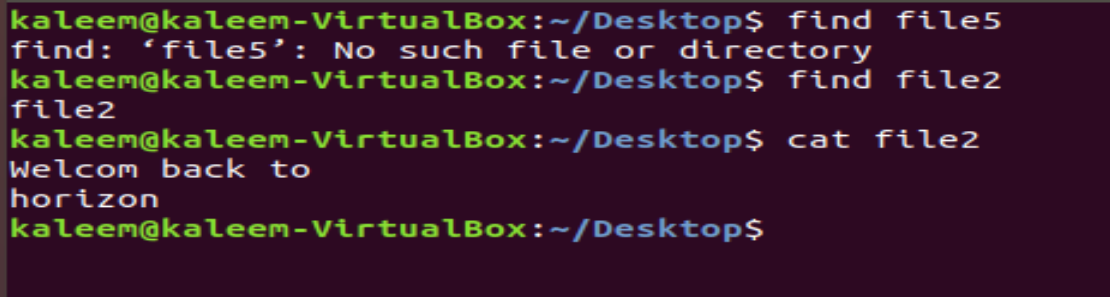 kaleem@kaleem-VirtualBox:~/Desktop$ find file5
find: ‘file5’: No such file or directory
kaleem@kaleem-VirtualBox:~/Desktop$ find file2
file2
kaleem@kaleem-VirtualBox:~/Desktop$ cat file2
Welcom back to
horizon
kaleem@kaleem-VirtualBox:~/Desktop$